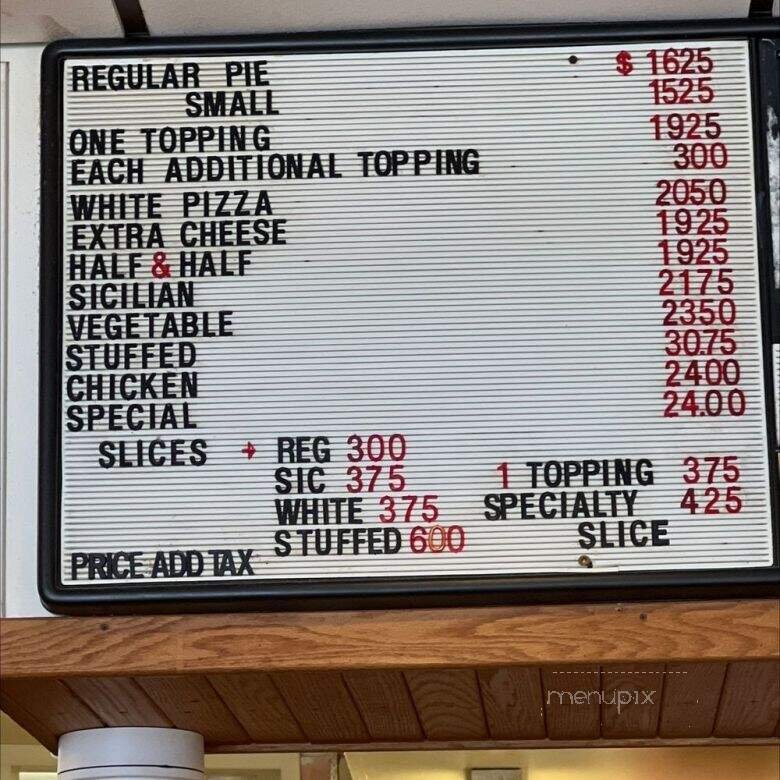 REGULAR PIE $ 1625
SMALL 1525
ONE TOPPING 1925
EACH ADDITIONAL TOPPING 300
WHITE PIZZA 2050
EXTRA CHEESE 1925
HALF & HALF 1925
SICILIAN 2175
VEGETABLE 2350
STUFFED 30.75
CHICKEN 2400
SPECIAL 24.00
SLICES → REG 300
SIC 375 1 TOPPING 375
WHITE 375 SPECIALTY 425
STUFFED 600 SLICE
PRICE ADD TAX
menupix